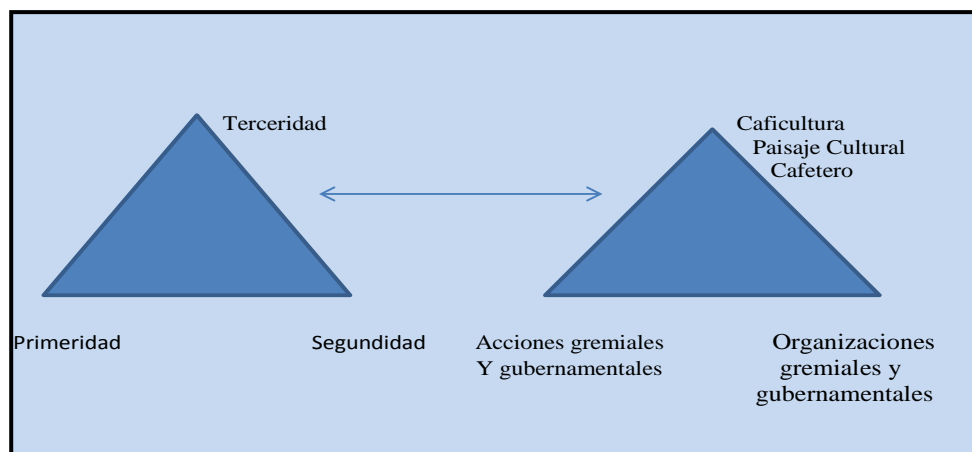 Terceridad
Caficultura
Paisaje Cultural
Cafetero
Primeridad
Segundidad
Acciones gremiales
Y gubernamentales
Organizaciones
gremiales y
gubernamentales